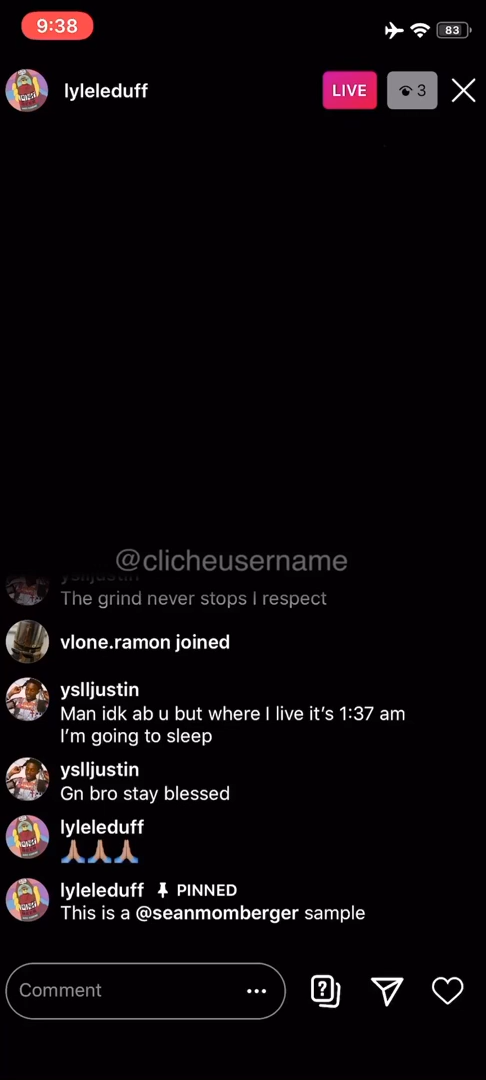 9:38
83
lyleleduff
LIVE
3
@clicheusername
yslljustin
The grind never stops I respect
vlone.ramon joined
yslljustin
Man idk ab u but where I live it’s 1:37 am
I’m going to sleep
yslljustin
Gn bro stay blessed
lyleleduff
🙏🏼🙏🏼🙏🏼
lyleleduff PINNED
This is a @seanmomberger sample
Comment